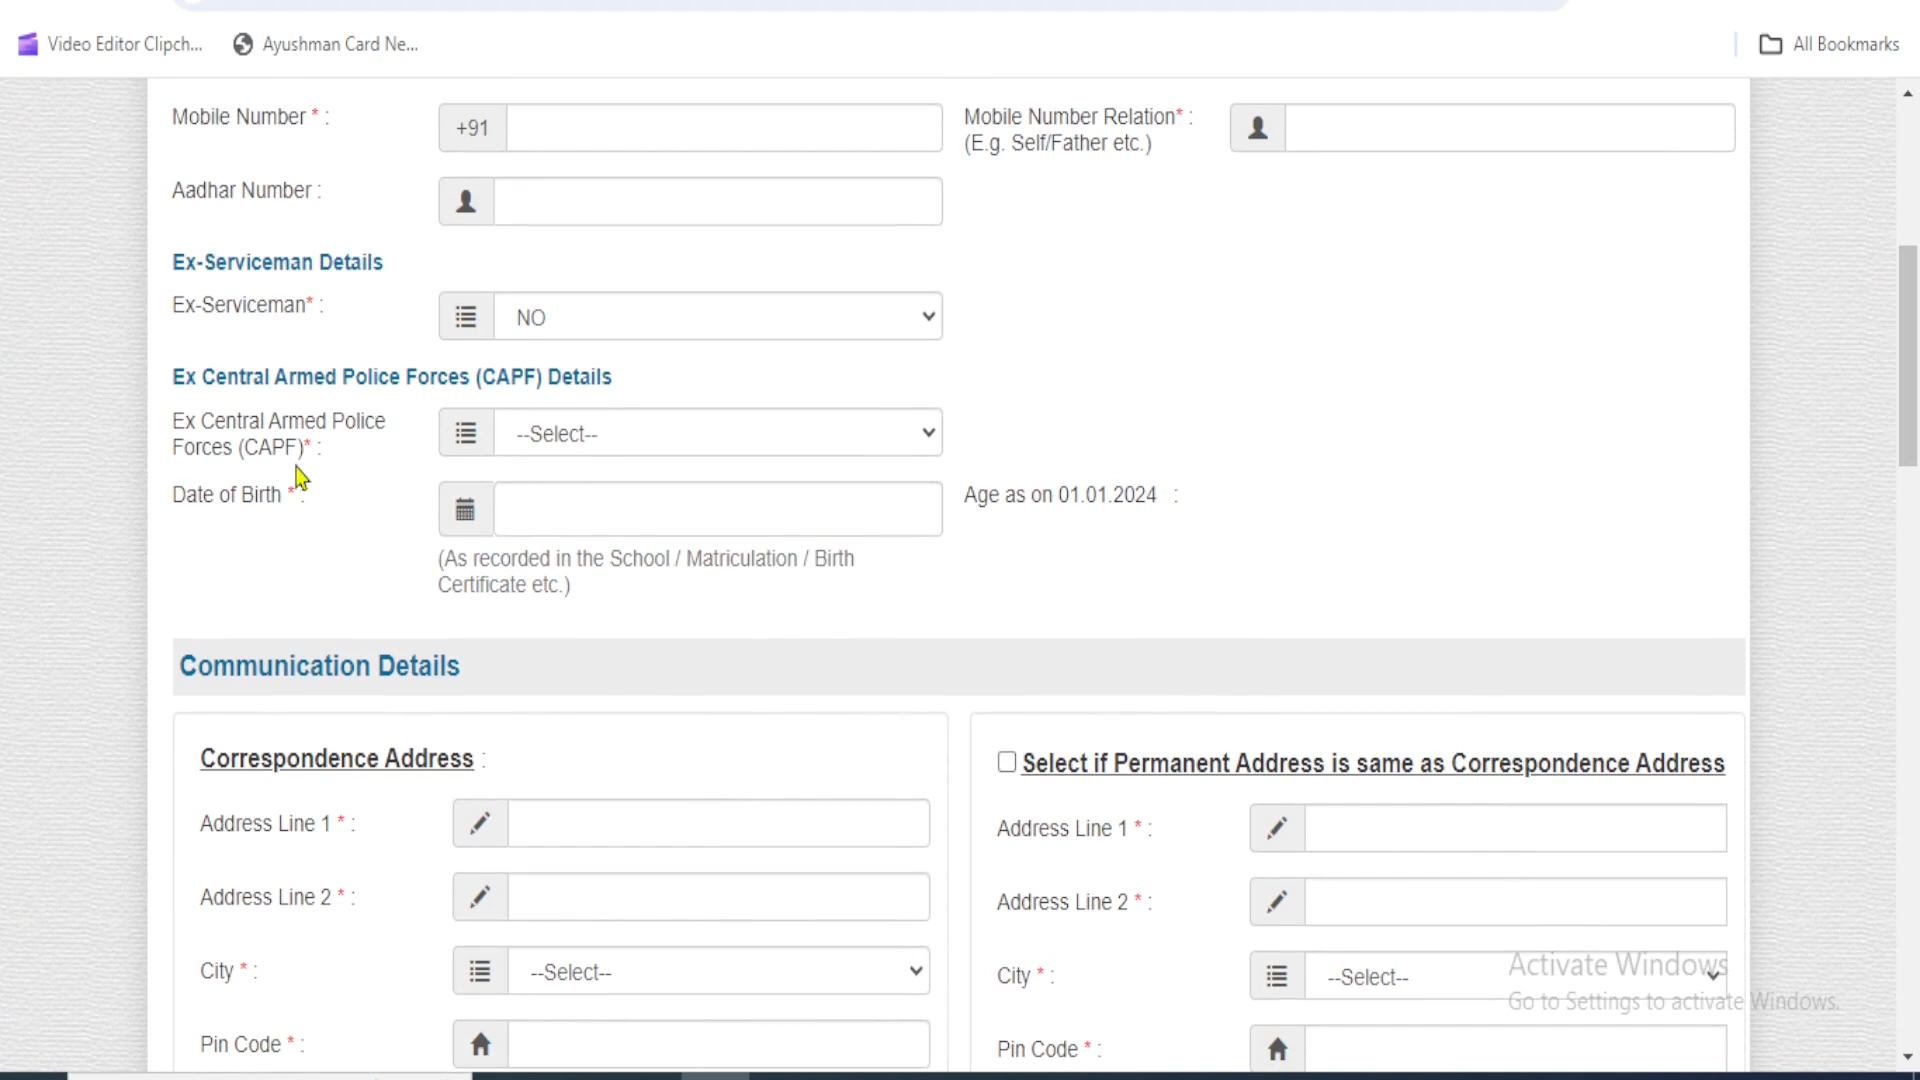 Video Editor Clipch...
Ayushman Card Ne...
All Bookmarks
Mobile Number * :
+91
Mobile Number Relation* :
(E.g. Self/Father etc.)
Aadhar Number :
Ex-Serviceman Details
Ex-Serviceman* :
NO
Ex Central Armed Police Forces (CAPF) Details
Ex Central Armed Police
Forces (CAPF)* :
--Select--
Date of Birth * :
Age as on 01.01.2024 :
(As recorded in the School / Matriculation / Birth
Certificate etc.)
Communication Details
Correspondence Address :
Address Line 1 * :
Address Line 2 * :
City * :
--Select--
Pin Code * :
Select if Permanent Address is same as Correspondence Address
Address Line 1 * :
Address Line 2 * :
City * :
--Select--
Pin Code * :
Activate Windows
Go to Settings to activate Windows.